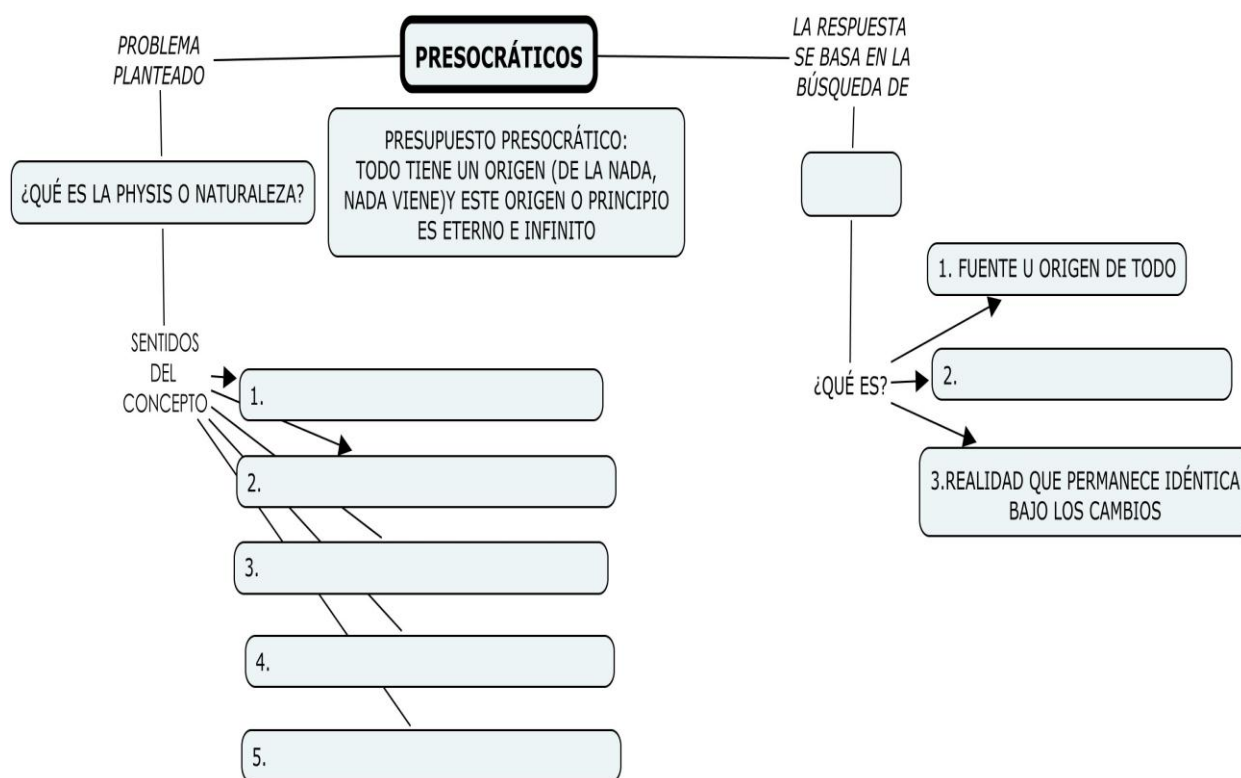 PROBLEMA
PLANTEADO
PRESOCRÁTICOS
LA RESPUESTA
SE BASA EN LA
BÚSQUEDA DE
PRESUPUESTO PRESOCRÁTICO:
TODO TIENE UN ORIGEN (DE LA NADA,
NADA VIENE)Y ESTE ORIGEN O PRINCIPIO
ES ETERNO E INFINITO
¿QUÉ ES LA PHYSIS O NATURALEZA?
SENTIDOS
DEL
CONCEPTO
1.
2.
3.
4.
5.
¿QUÉ ES?
1. FUENTE U ORIGEN DE TODO
2.
3.REALIDAD QUE PERMANECE IDÉNTICA
BAJO LOS CAMBIOS